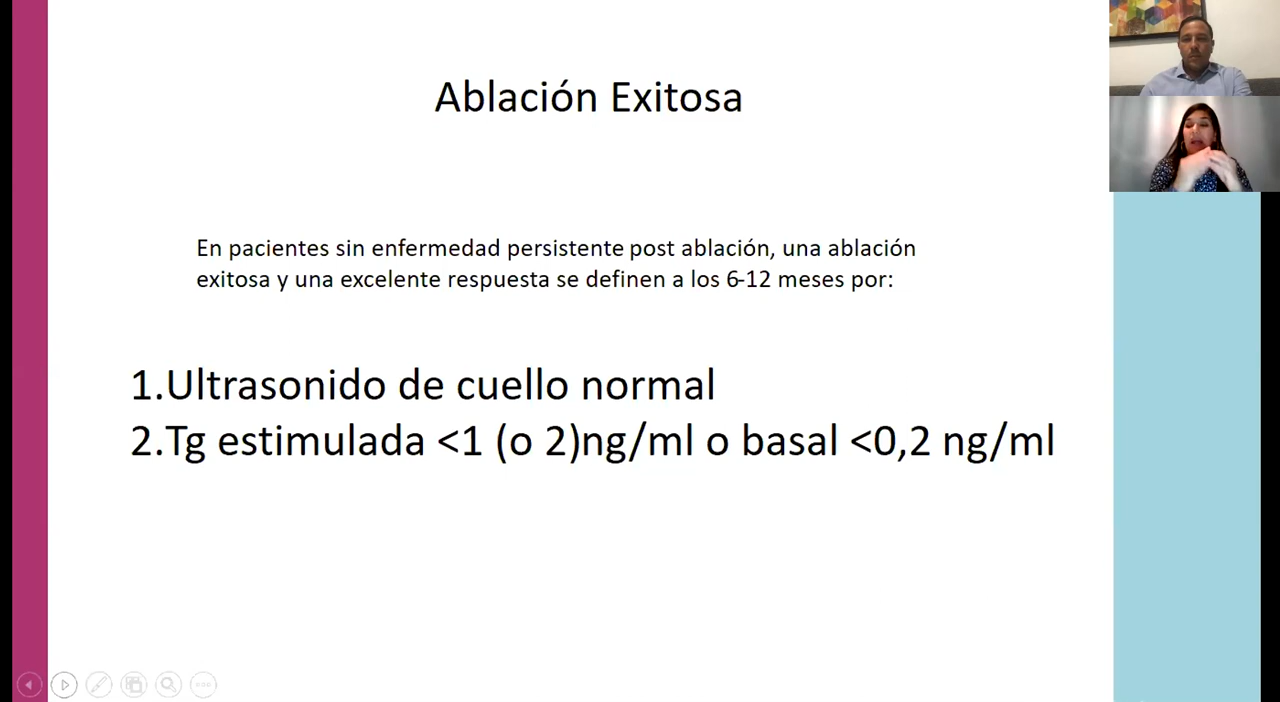 Ablación Exitosa
En pacientes sin enfermedad persistente post ablación, una ablación
exitosa y una excelente respuesta se definen a los 6-12 meses por:
1.Ultrasonido de cuello normal
2.Tg estimulada <1 (o 2)ng/ml o basal <0,2 ng/ml